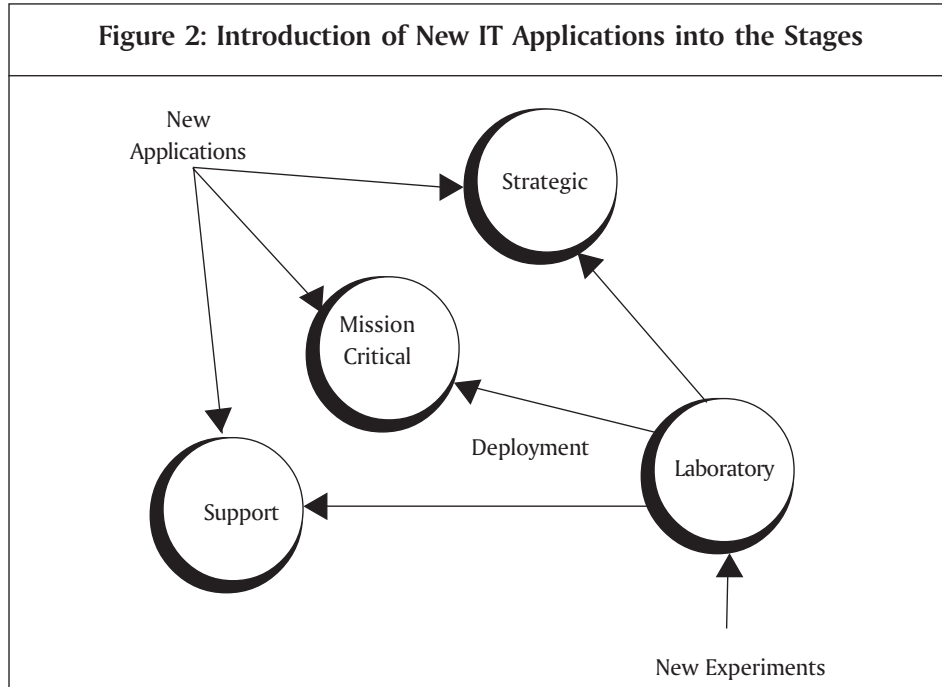 Figure 2: Introduction of New IT Applications into the Stages
New
Applications
Strategic
Mission
Critical
Deployment
Laboratory
Support
New Experiments